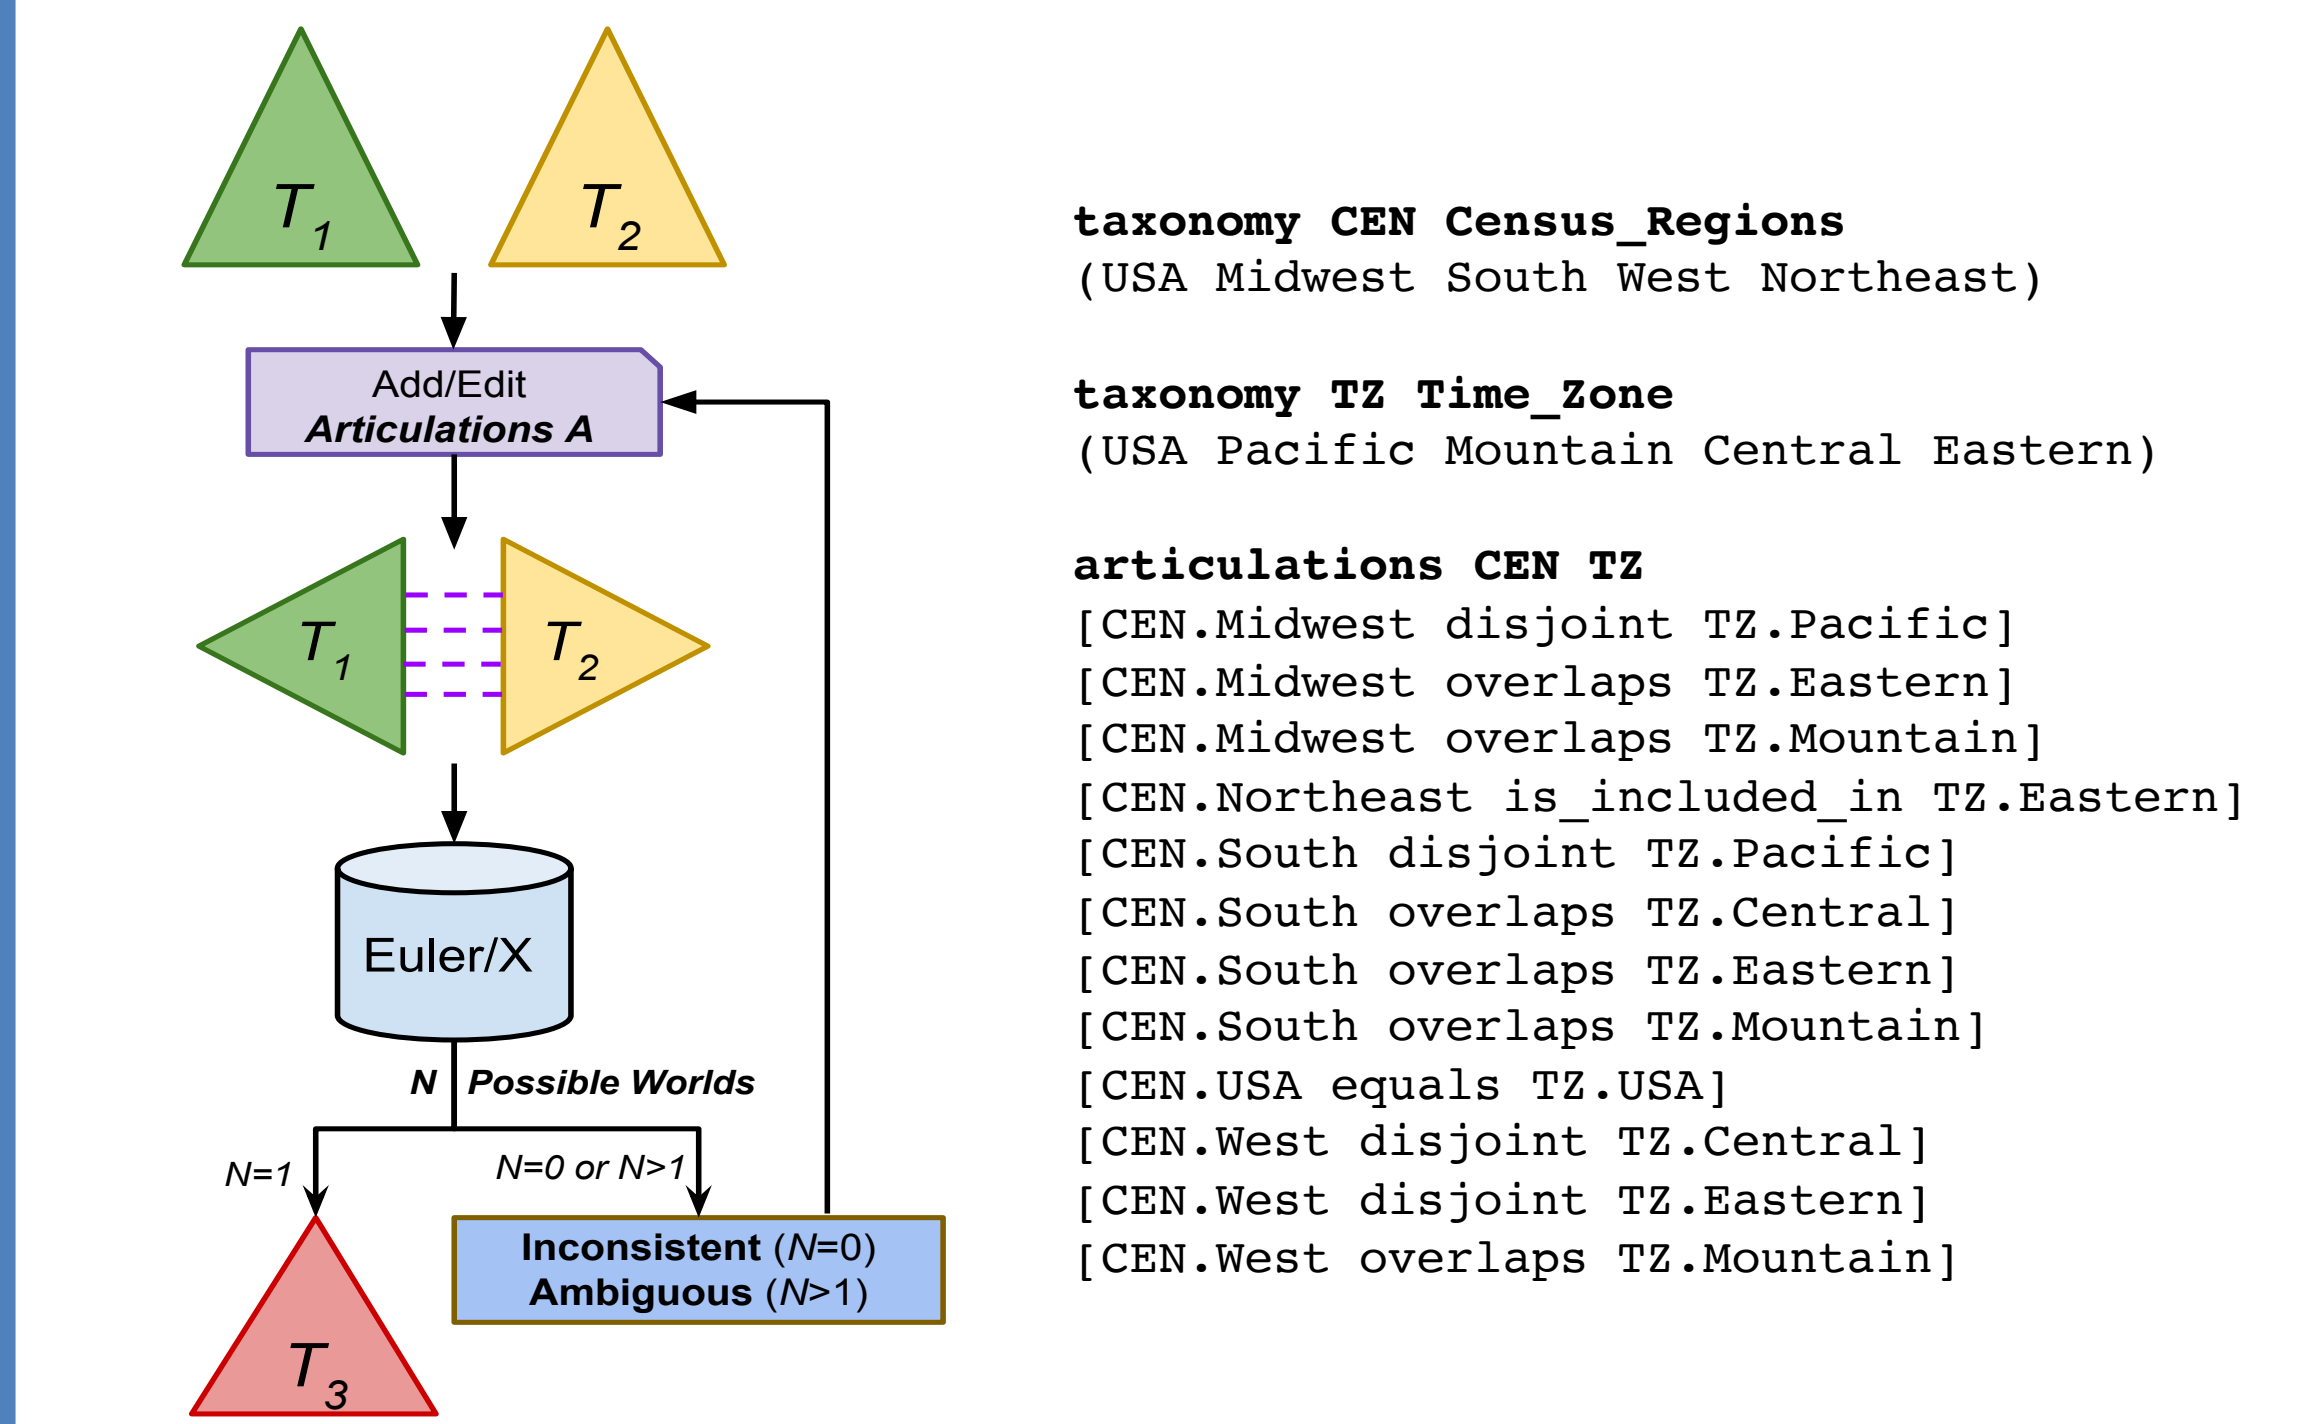 T1
T2
Add/Edit
Articulations A
T1
T2
Euler/X
N Possible Worlds
N=1
N=0 or N>1
Inconsistent (N=0)
Ambiguous (N>1)
T3
taxonomy CEN Census_Regions
(USA Midwest South West Northeast)
taxonomy TZ Time_Zone
(USA Pacific Mountain Central Eastern)
articulations CEN TZ
[CEN.Midwest disjoint TZ.Pacific]
[CEN.Midwest overlaps TZ.Eastern]
[CEN.Midwest overlaps TZ.Mountain]
[CEN.Northeast is_included_in TZ.Eastern]
[CEN.South disjoint TZ.Pacific]
[CEN.South overlaps TZ.Central]
[CEN.South overlaps TZ.Eastern]
[CEN.South overlaps TZ.Mountain]
[CEN.USA equals TZ.USA]
[CEN.West disjoint TZ.Central]
[CEN.West disjoint TZ.Eastern]
[CEN.West overlaps TZ.Mountain]